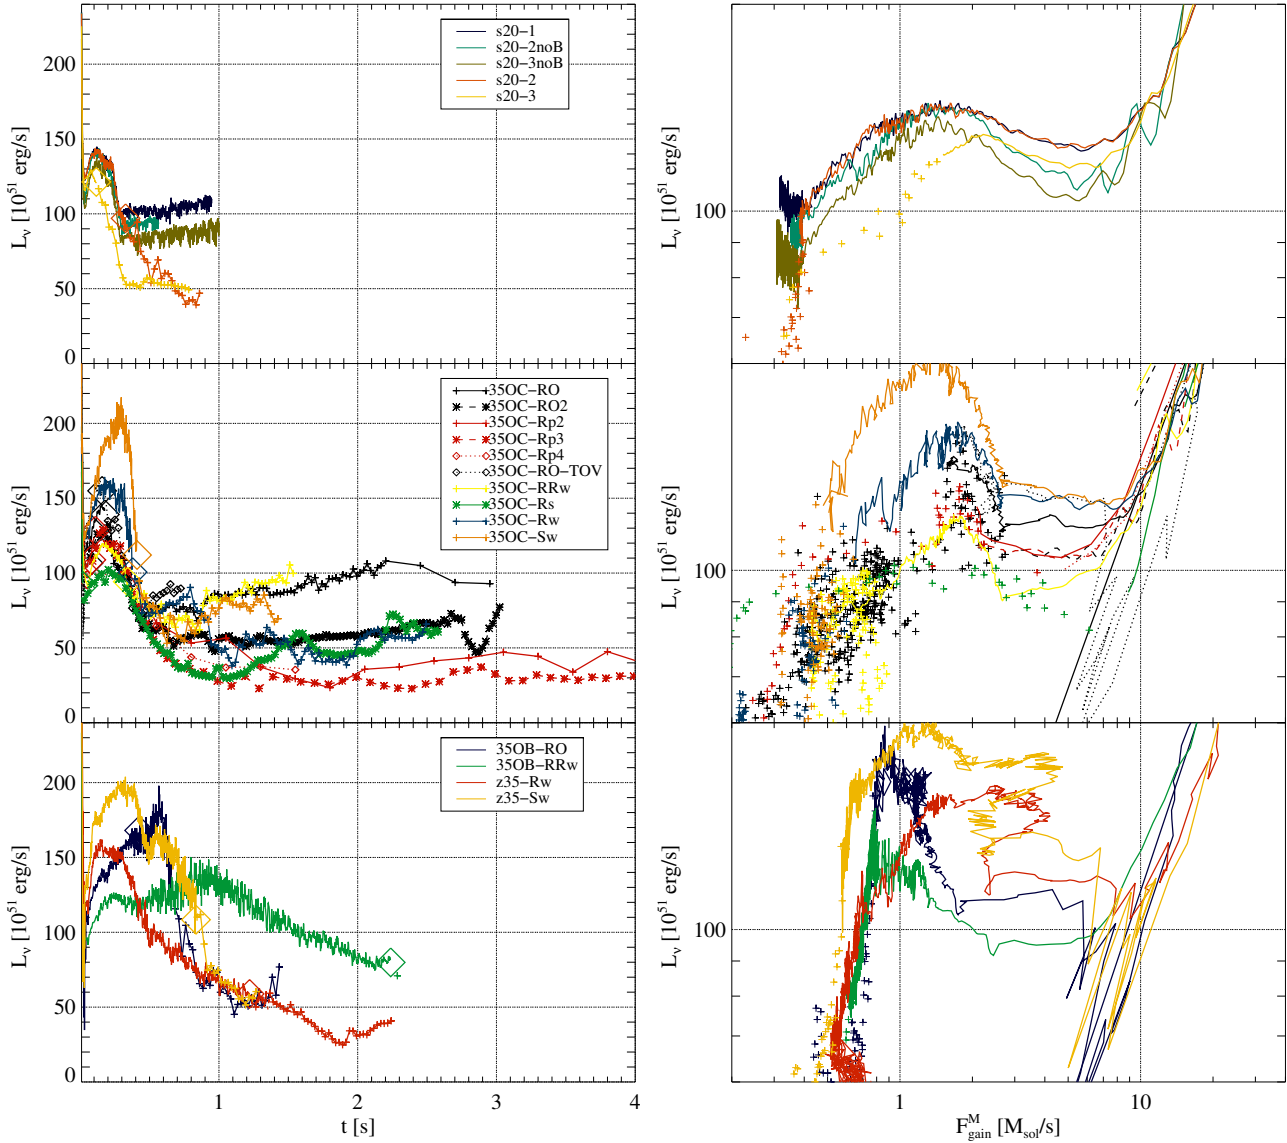 s20−1
s20−2noB
s20−3noB
s20−2
s20−3
L_ν [10^51 erg/s]
200
150
100
50
0
L_ν [10^51 erg/s]
100
35OC−RO
35OC−RO2
35OC−Rp2
35OC−Rp3
35OC−Rp4
35OC−RO−TOV
35OC−RRw
35OC−Rs
35OC−Rw
35OC−Sw
L_ν [10^51 erg/s]
200
150
100
50
0
L_ν [10^51 erg/s]
100
35OB−RO
35OB−RRw
z35−Rw
z35−Sw
L_ν [10^51 erg/s]
200
150
100
50
0
L_ν [10^51 erg/s]
100
1 2 3 4
t [s]
1 10
F^M_gain [M_sol/s]